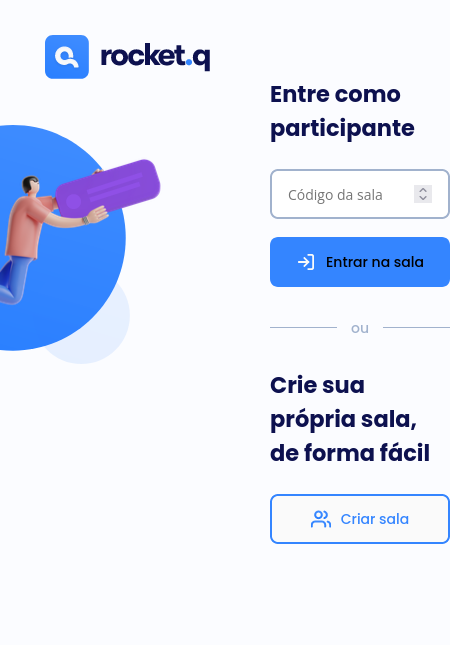 rocket.q
Entre como
participante
Código da sala
Entrar na sala
ou
Crie sua
própria sala,
de forma fácil
Criar sala